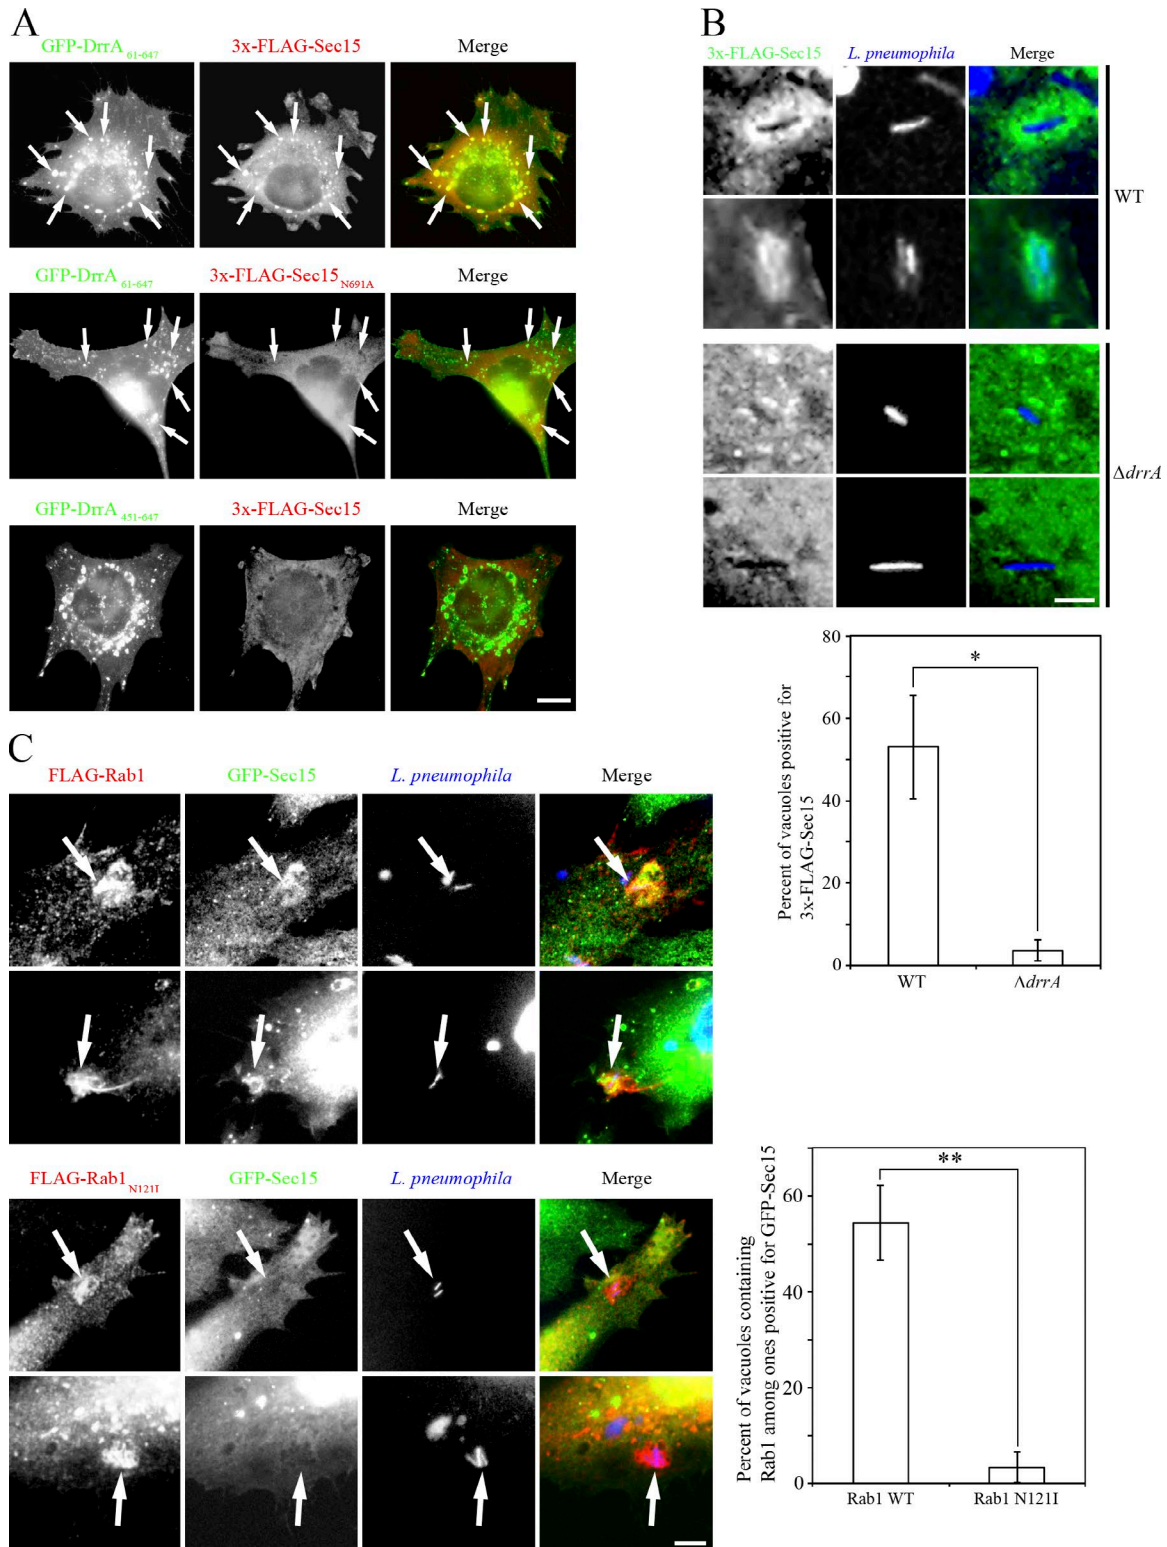 A
GFP-DrrA 61-647 3x-FLAG-Sec15 Merge
GFP-DrrA 61-647 3x-FLAG-Sec15 N691A Merge
GFP-DrrA 451-647 3x-FLAG-Sec15 Merge
B
3x-FLAG-Sec15 L. pneumophila Merge
WT
ΔdrrA
Percent of vacuoles positive for
3x-FLAG-Sec15
80
60
40
20
0
*
WT ΔdrrA
C
FLAG-Rab1 GFP-Sec15 L. pneumophila Merge
FLAG-Rab1 N121I GFP-Sec15 L. pneumophila Merge
Percent of vacuoles containing
Rab1 among ones positive for GFP-Sec15
60
40
20
0
**
Rab1 WT Rab1 N121I